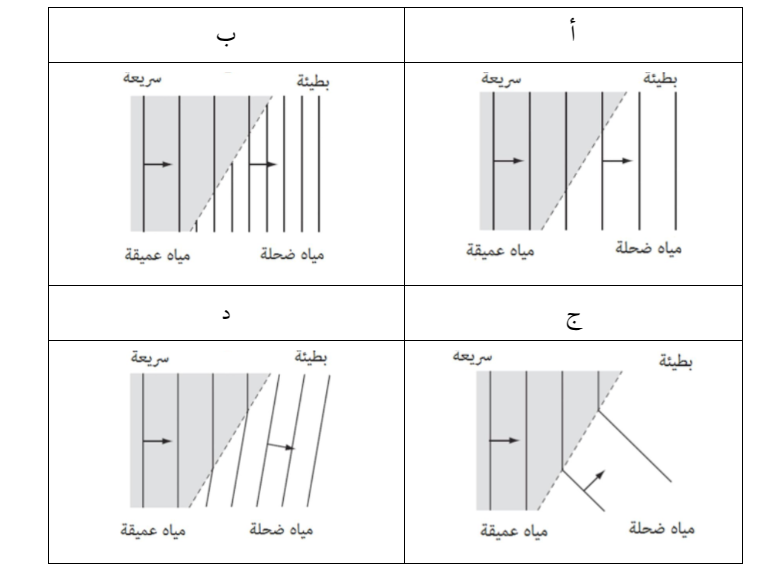 أ
ب
سريعة بطيئة
مياه عميقة مياه ضحلة
سريعة بطيئة
مياه عميقة مياه ضحلة
ج
د
سريعة بطيئة
مياه عميقة مياه ضحلة
سريعة بطيئة
مياه عميقة مياه ضحلة